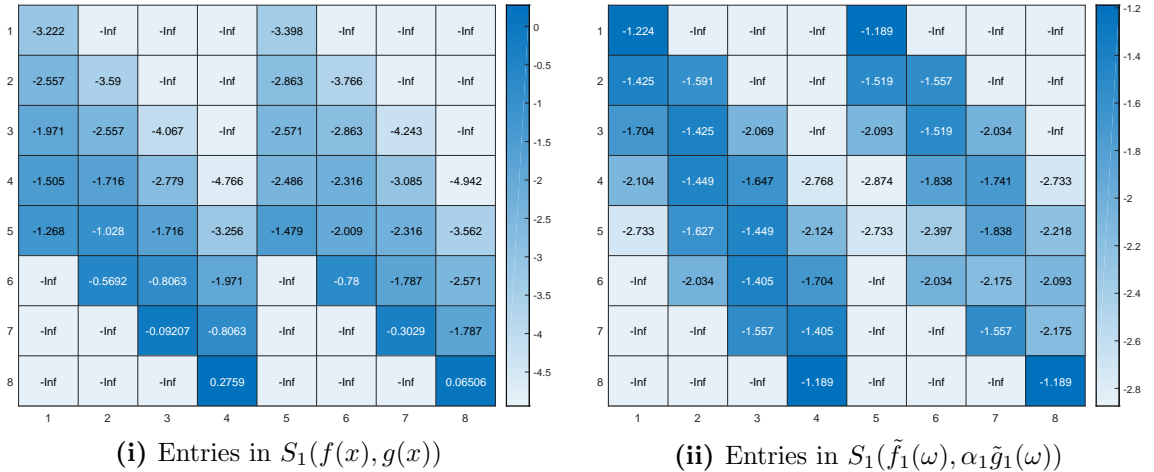 1 -3.222 -Inf -Inf -Inf -3.398 -Inf -Inf -Inf
2 -2.557 -3.59 -Inf -Inf -2.863 -3.766 -Inf -Inf
3 -1.971 -2.557 -4.067 -Inf -2.571 -2.863 -4.243 -Inf
4 -1.505 -1.716 -2.779 -4.766 -2.486 -2.316 -3.085 -4.942
5 -1.268 -1.028 -1.716 -3.256 -1.479 -2.009 -2.316 -3.562
6 -Inf -0.5692 -0.8063 -1.971 -Inf -0.78 -1.787 -2.571
7 -Inf -Inf -0.09207 -0.8063 -Inf -Inf -0.3029 -1.787
8 -Inf -Inf -Inf 0.2759 -Inf -Inf -Inf 0.06506
1 2 3 4 5 6 7 8
0
-0.5
-1
-1.5
-2
-2.5
-3
-3.5
-4
-4.5
(i) Entries in S₁(f(x), g(x))
1 -1.224 -Inf -Inf -Inf -1.189 -Inf -Inf -Inf
2 -1.425 -1.591 -Inf -Inf -1.519 -1.557 -Inf -Inf
3 -1.704 -1.425 -2.069 -Inf -2.093 -1.519 -2.034 -Inf
4 -2.104 -1.449 -1.647 -2.768 -2.874 -1.838 -1.741 -2.733
5 -2.733 -1.627 -1.449 -2.124 -2.733 -2.397 -1.838 -2.218
6 -Inf -2.034 -1.405 -1.704 -Inf -2.034 -2.175 -2.093
7 -Inf -Inf -1.557 -1.405 -Inf -Inf -1.557 -2.175
8 -Inf -Inf -Inf -1.189 -Inf -Inf -Inf -1.189
1 2 3 4 5 6 7 8
-1.2
-1.4
-1.6
-1.8
-2
-2.2
-2.4
-2.6
-2.8
(ii) Entries in S₁(f̃₁(ω), α₁g̃₁(ω))